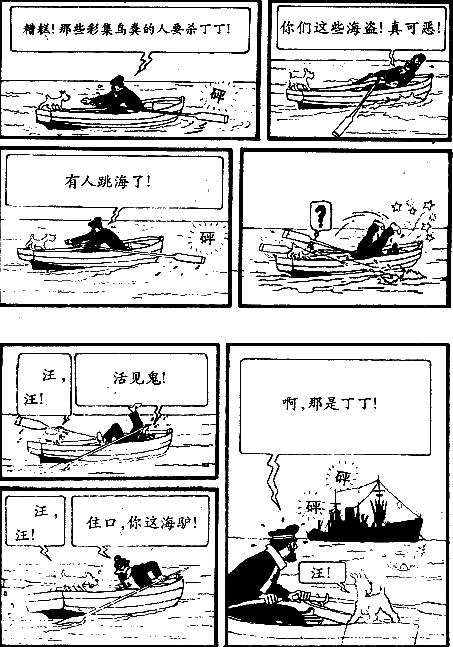 糟糕!那些彩集鸟粪的人要杀丁丁!
砰
你们这些海盗!真可恶!
有人跳海了!
砰
?
汪,
汪!
活见鬼!
汪,
汪!
住口,你这海驴!
啊,那是丁丁!
砰
砰
汪!